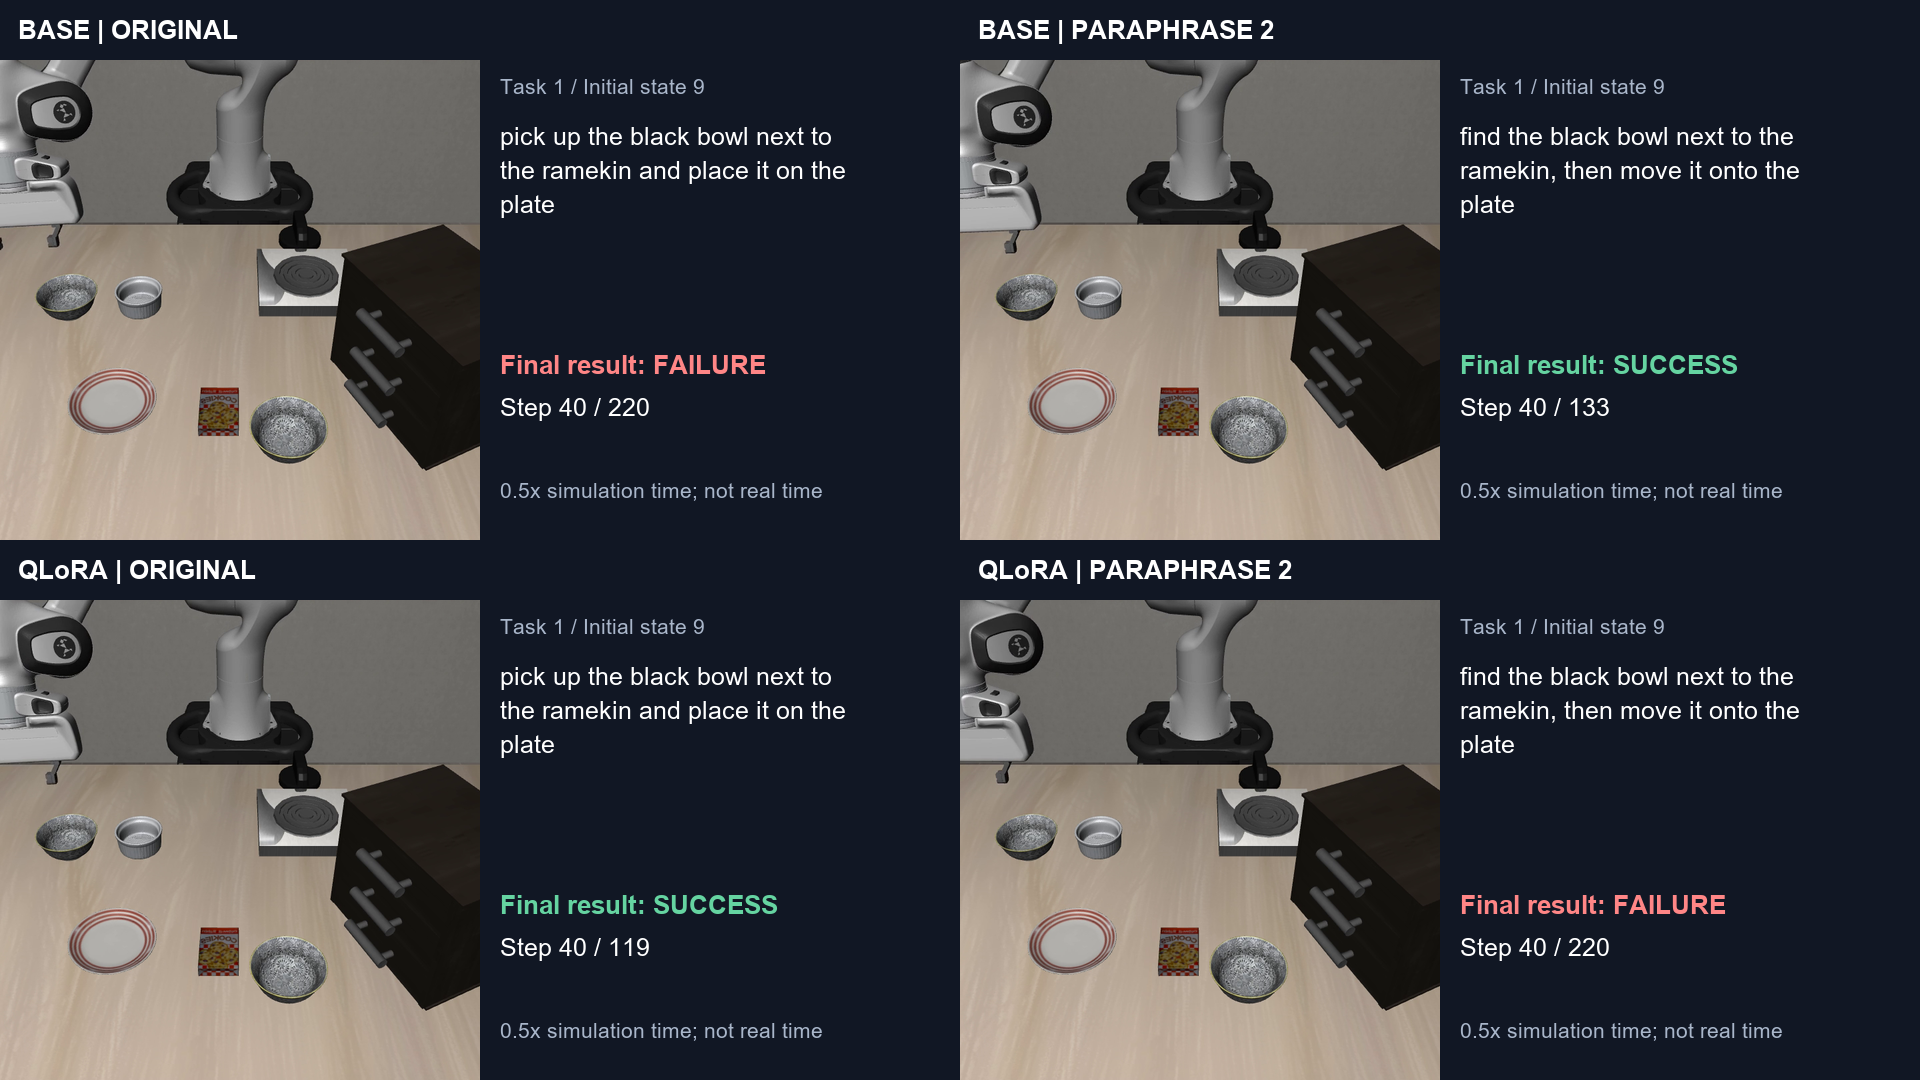 BASE | ORIGINAL
Task 1 / Initial state 9
pick up the black bowl next to
the ramekin and place it on the
plate
Final result: FAILURE
Step 40 / 220
0.5x simulation time; not real time
BASE | PARAPHRASE 2
Task 1 / Initial state 9
find the black bowl next to the
ramekin, then move it onto the
plate
Final result: SUCCESS
Step 40 / 133
0.5x simulation time; not real time
QLoRA | ORIGINAL
Task 1 / Initial state 9
pick up the black bowl next to
the ramekin and place it on the
plate
Final result: SUCCESS
Step 40 / 119
0.5x simulation time; not real time
QLoRA | PARAPHRASE 2
Task 1 / Initial state 9
find the black bowl next to the
ramekin, then move it onto the
plate
Final result: FAILURE
Step 40 / 220
0.5x simulation time; not real time